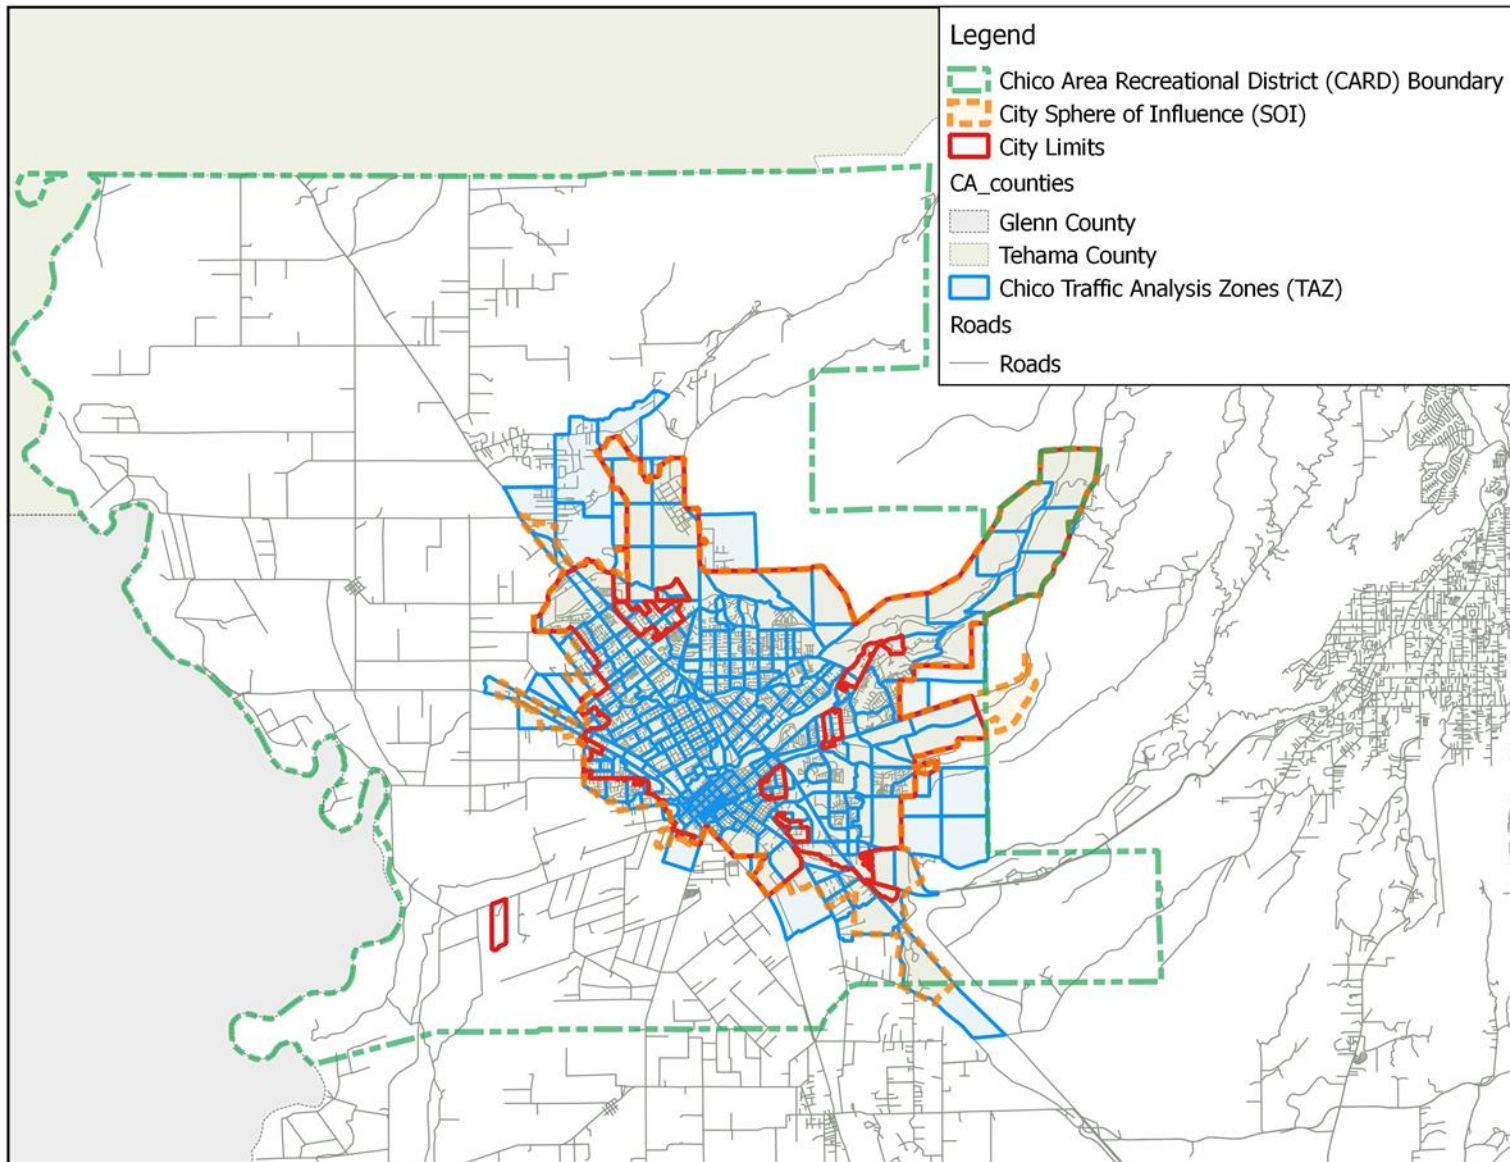 Legend
Chico Area Recreational District (CARD) Boundary
City Sphere of Influence (SOI)
City Limits
CA_counties
Glenn County
Tehama County
Chico Traffic Analysis Zones (TAZ)
Roads
Roads